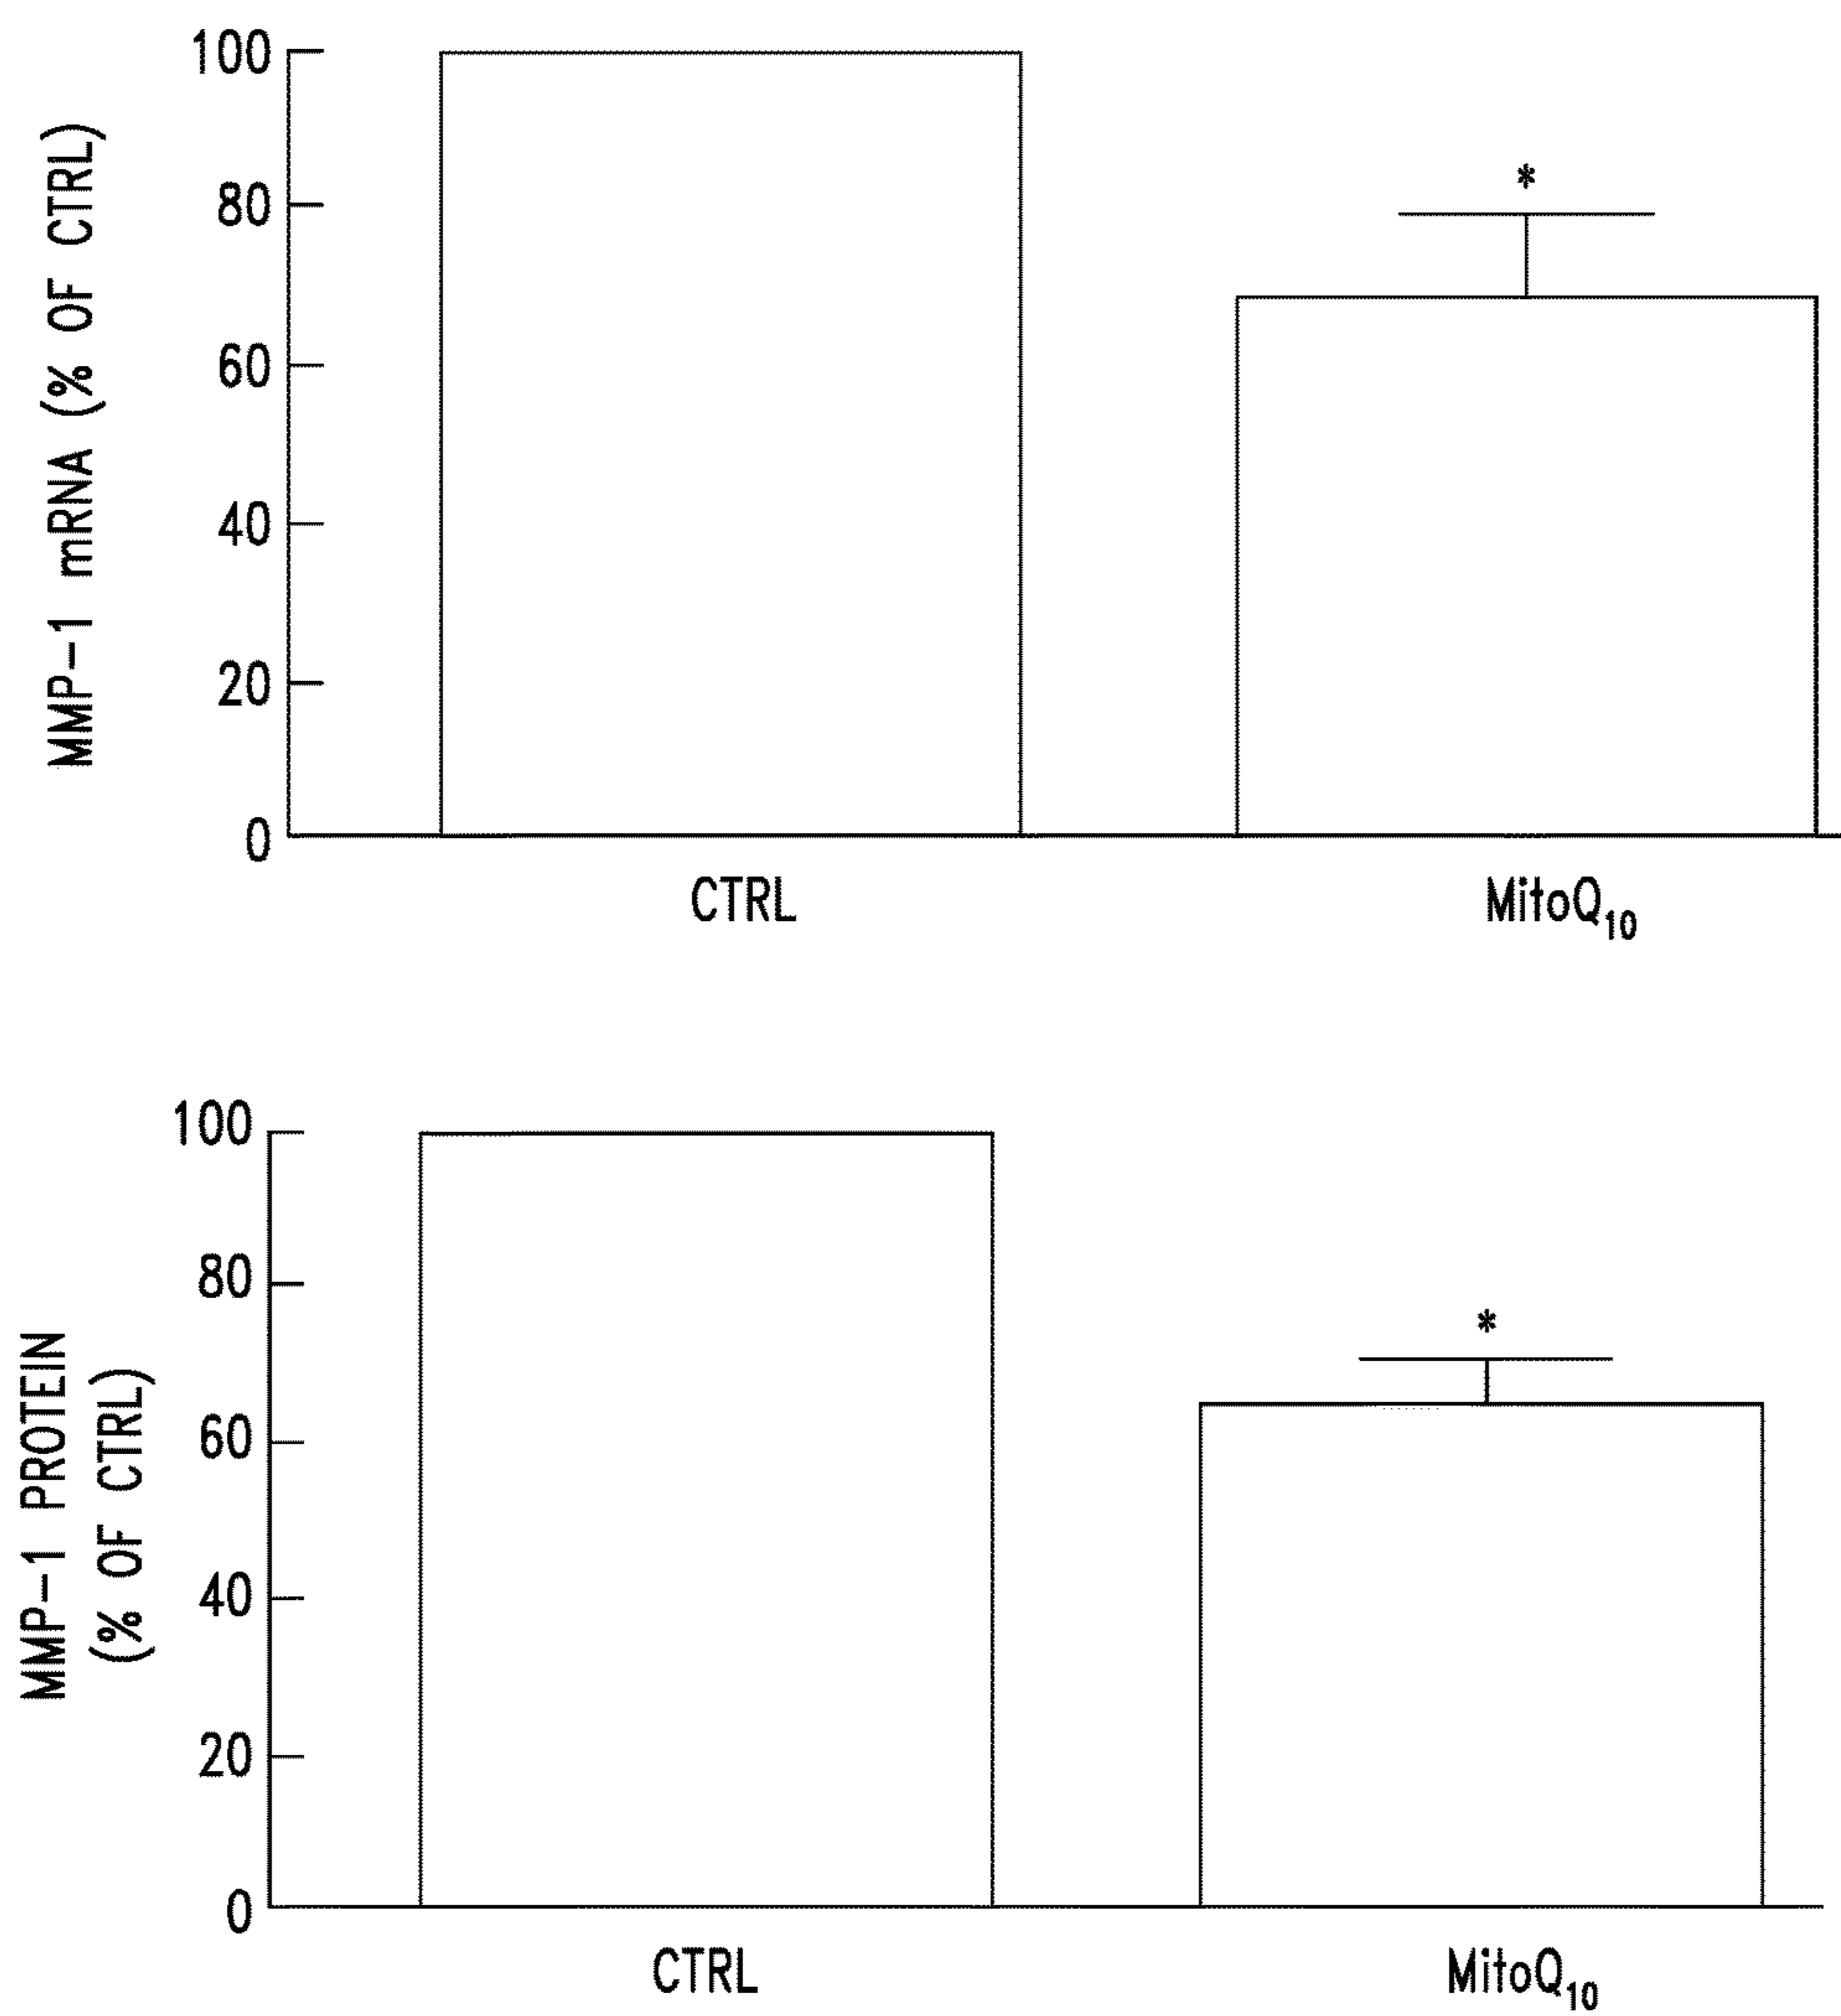 MMP-1 mRNA (% OF CTRL)
100
80
60
40
20
0
*
CTRL
MitoQ10
MMP-1 PROTEIN
(% OF CTRL)
100
80
60
40
20
0
*
CTRL
MitoQ10